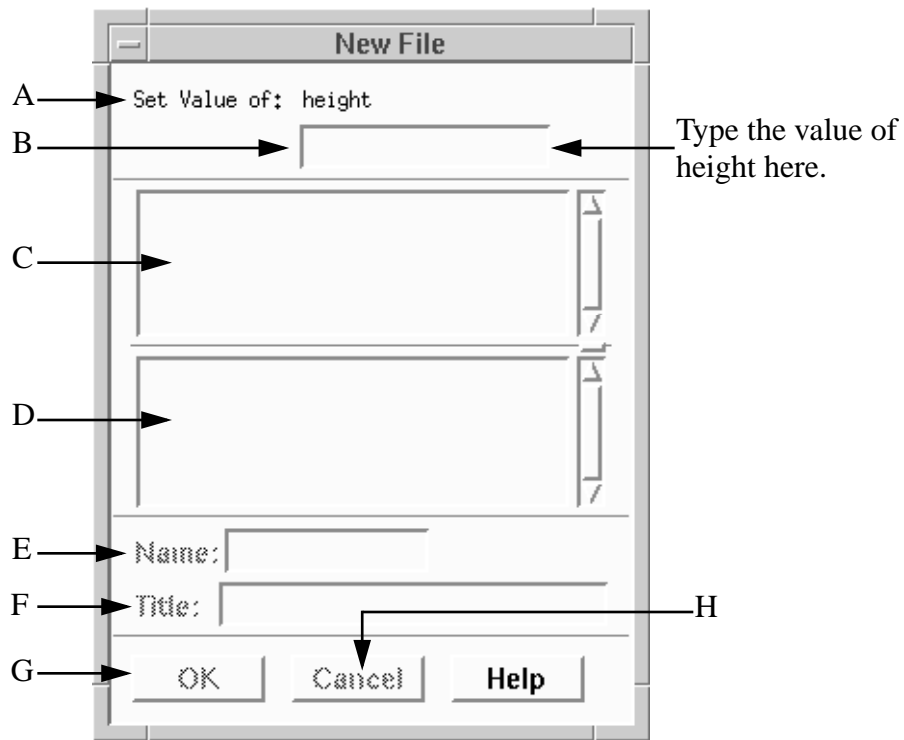 New File
A
Set Value of: height
B
Type the value of
height here.
C
D
E
Name:
F
Title:
H
G
OK
Cancel
Help